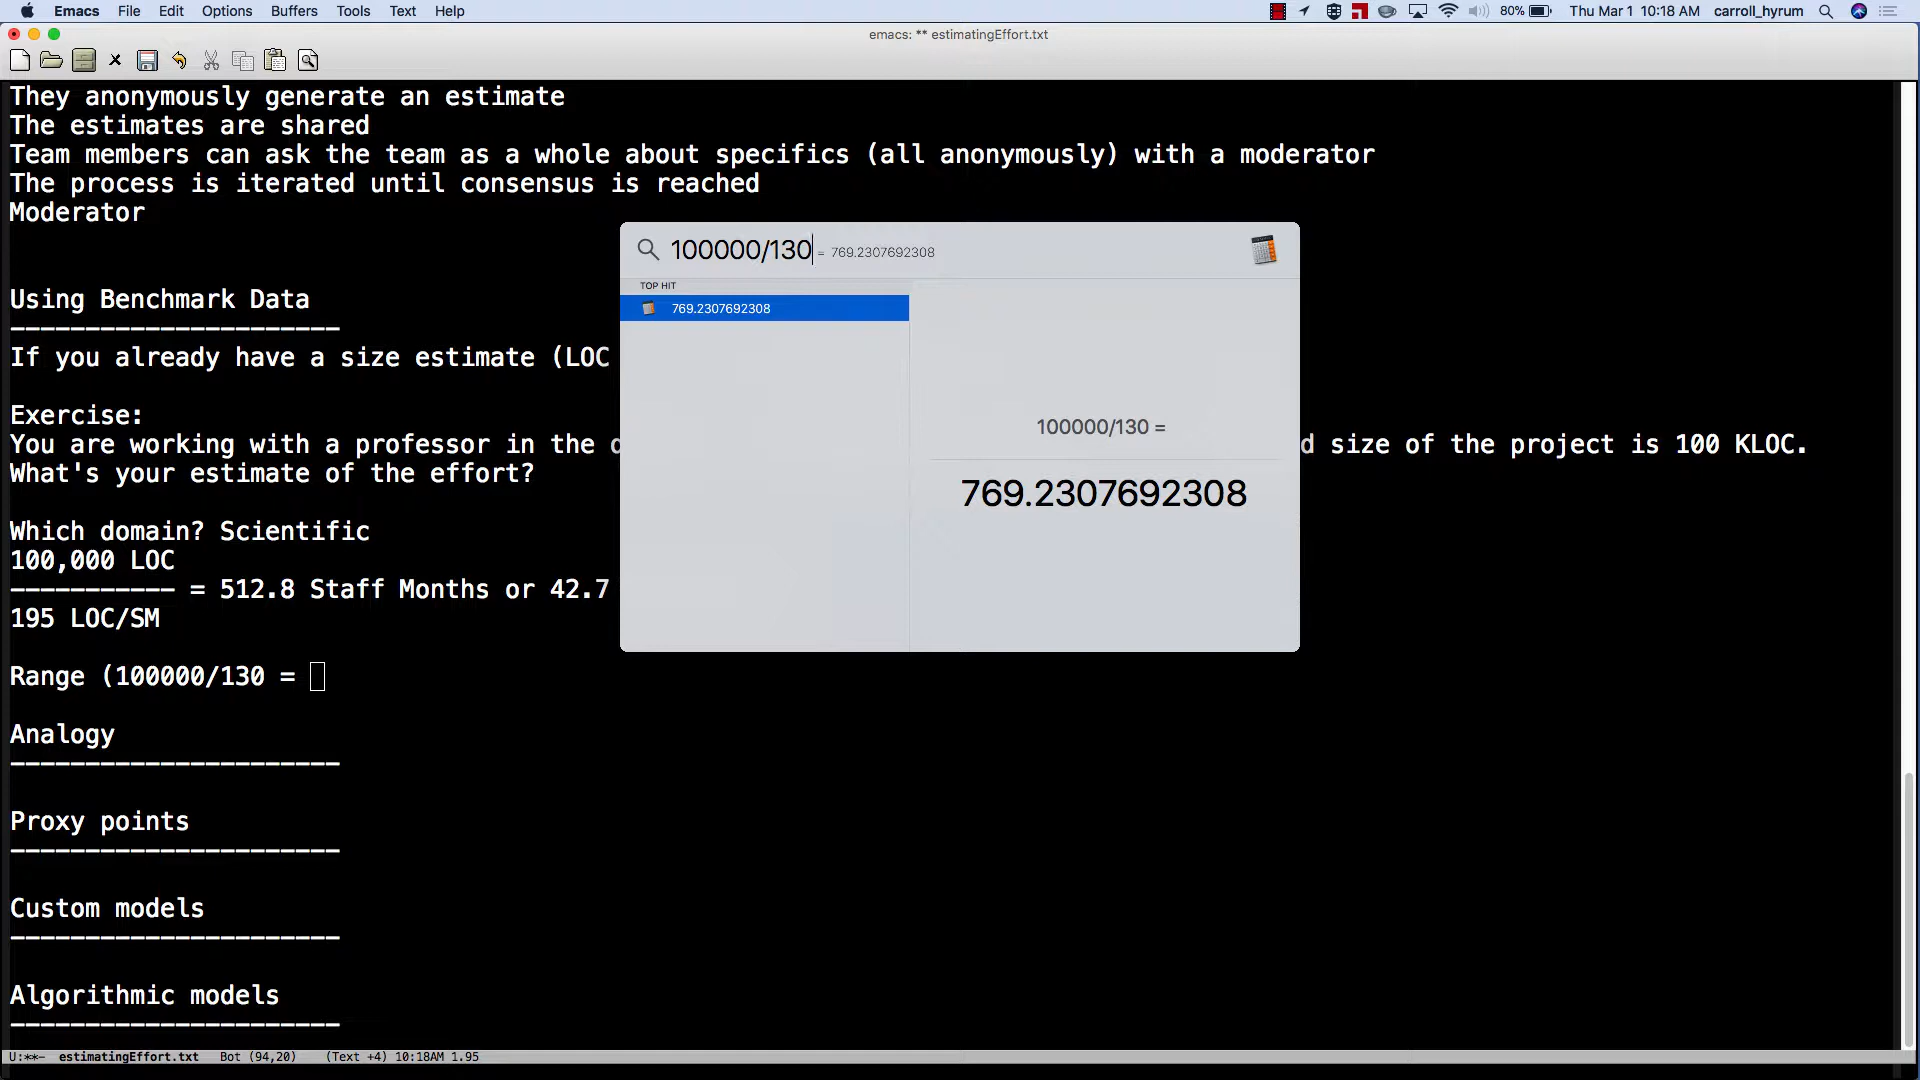 Emacs File Edit Options Buffers Tools Text Help 80% Thu Mar 1 10:18 AM carroll_hyrum
emacs: ** estimatingEffort.txt
They anonymously generate an estimate
The estimates are shared
Team members can ask the team as a whole about specifics (all anonymously) with a moderator
The process is iterated until consensus is reached
Moderator
100000/130 = 769.2307692308
TOP HIT
769.2307692308
100000/130 =
769.2307692308
Using Benchmark Data
----------------------
If you already have a size estimate (LOC
Exercise:
You are working with a professor in the d size of the project is 100 KLOC.
What's your estimate of the effort?
Which domain? Scientific
100,000 LOC
----------- = 512.8 Staff Months or 42.7
195 LOC/SM
Range (100000/130 =
Analogy
----------------------
Proxy points
----------------------
Custom models
----------------------
Algorithmic models
----------------------
U:**- estimatingEffort.txt Bot (94,20) (Text +4) 10:18AM 1.95